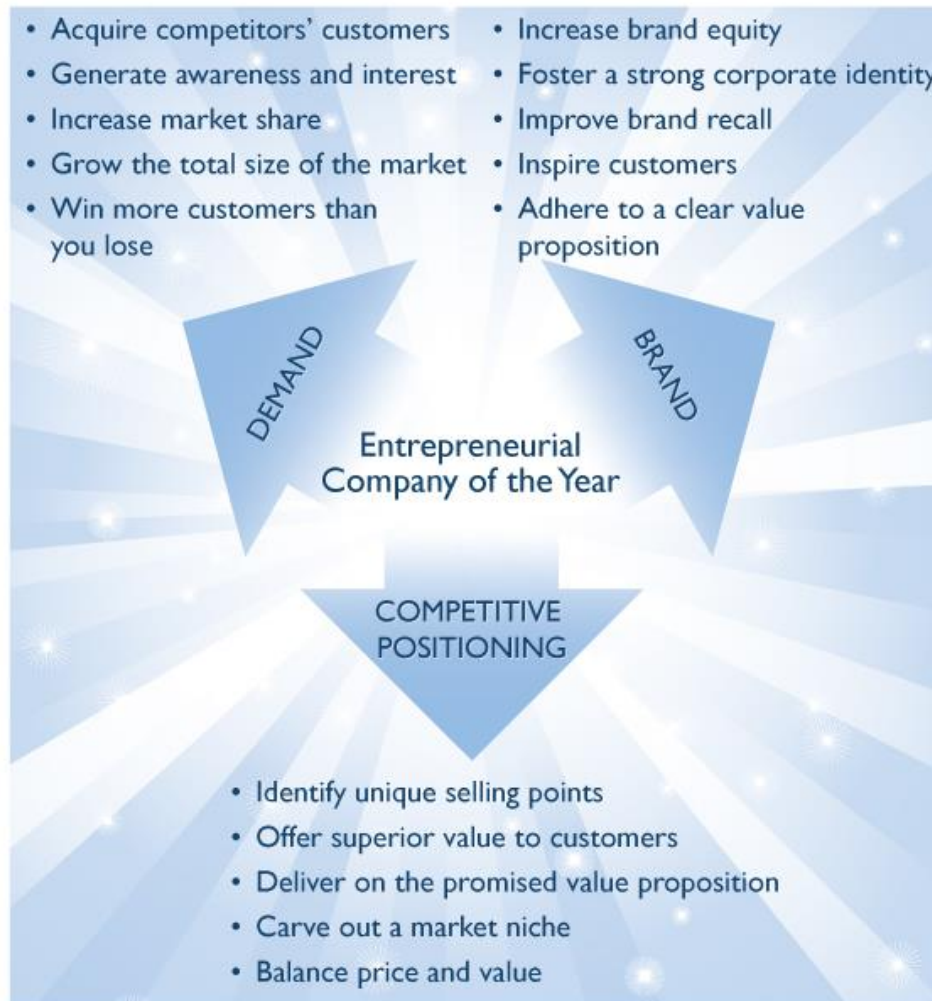 • Acquire competitors' customers
• Generate awareness and interest
• Increase market share
• Grow the total size of the market
• Win more customers than
you lose
• Increase brand equity
• Foster a strong corporate identity
• Improve brand recall
• Inspire customers
• Adhere to a clear value
proposition
DEMAND
BRAND
Entrepreneurial
Company of the Year
COMPETITIVE
POSITIONING
• Identify unique selling points
• Offer superior value to customers
• Deliver on the promised value proposition
• Carve out a market niche
• Balance price and value